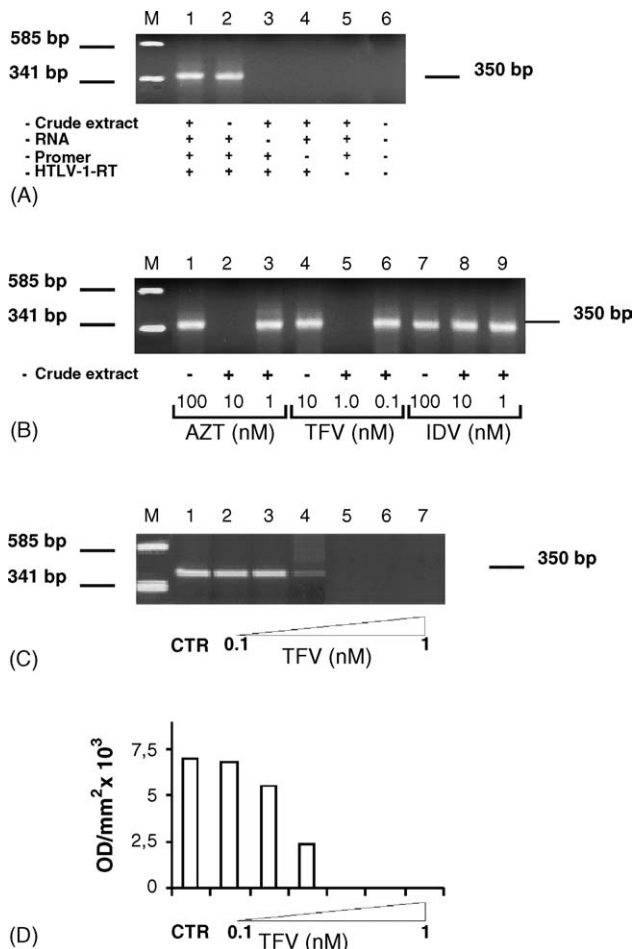 M 1 2 3 4 5 6
585 bp
341 bp
350 bp
- Crude extract + - + + + -
- RNA + + - + + -
- Promer + + + - + -
- HTLV-1-RT + + + + - -
(A)
M 1 2 3 4 5 6 7 8 9
585 bp
341 bp
350 bp
- Crude extract - + + - + + - + +
100 10 1 10 1.0 0.1 100 10 1
AZT (nM) TFV (nM) IDV (nM)
(B)
M 1 2 3 4 5 6 7
585 bp
341 bp
350 bp
CTR 0.1 TFV (nM) 1
(C)
OD/mm² x 10³
7,5
5
2,5
0
CTR 0.1 TFV (nM) 1
(D)